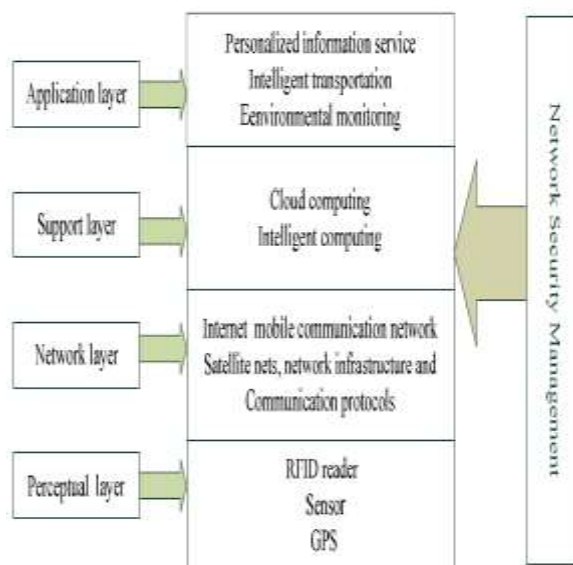 Application layer
Personalized information service
Intelligent transportation
Eenvironmental monitoring
Support layer
Cloud computing
Intelligent computing
Network layer
Internet mobile communication network
Satellite nets, network infrastructure and
Communication protocols
Perceptual layer
RFID reader
Sensor
GPS
Network Security Management